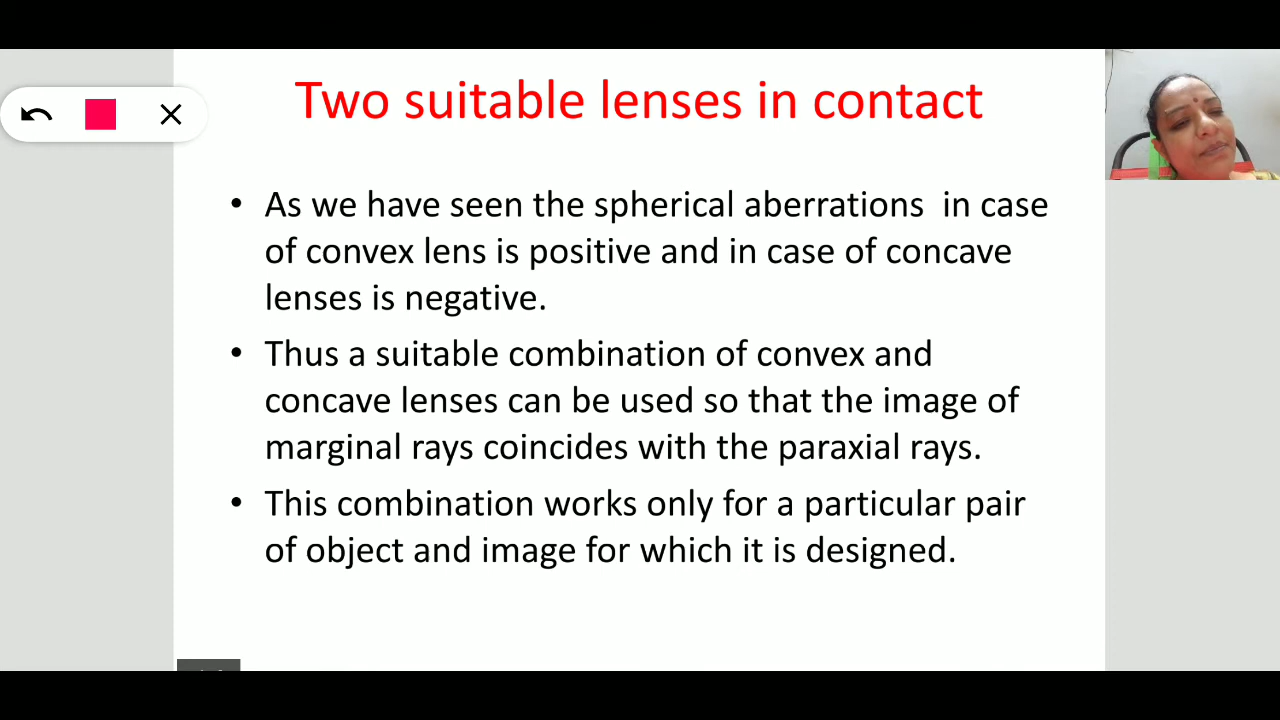 Two suitable lenses in contact
• As we have seen the spherical aberrations in case
of convex lens is positive and in case of concave
lenses is negative.
• Thus a suitable combination of convex and
concave lenses can be used so that the image of
marginal rays coincides with the paraxial rays.
• This combination works only for a particular pair
of object and image for which it is designed.